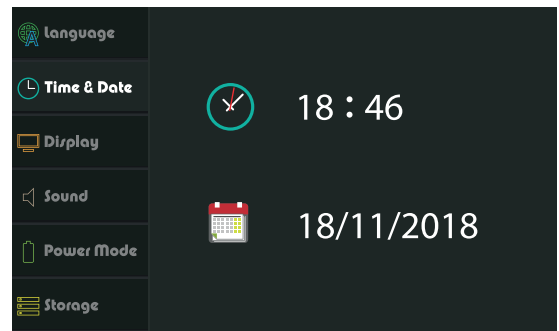 Language
Time & Date
18 : 46
Display
Sound
18/11/2018
Power Mode
Storage